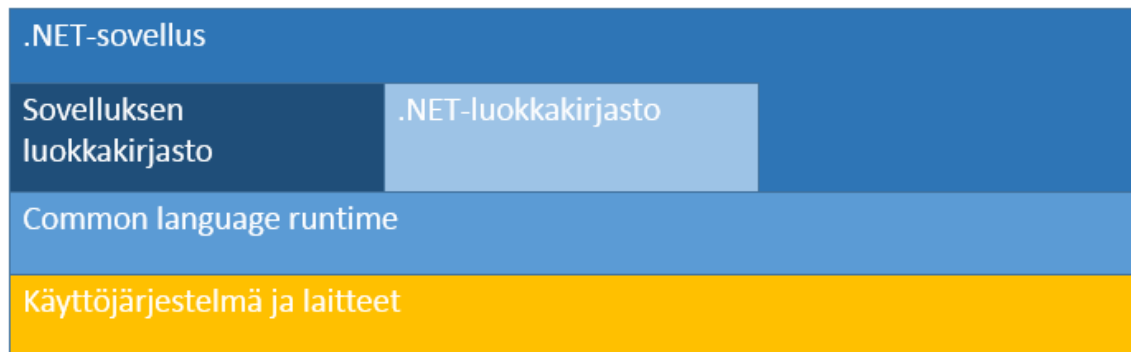 .NET-sovellus
Sovelluksen
luokkakirjasto
.NET-luokkakirjasto
Common language runtime
Käyttöjärjestelmä ja laitteet